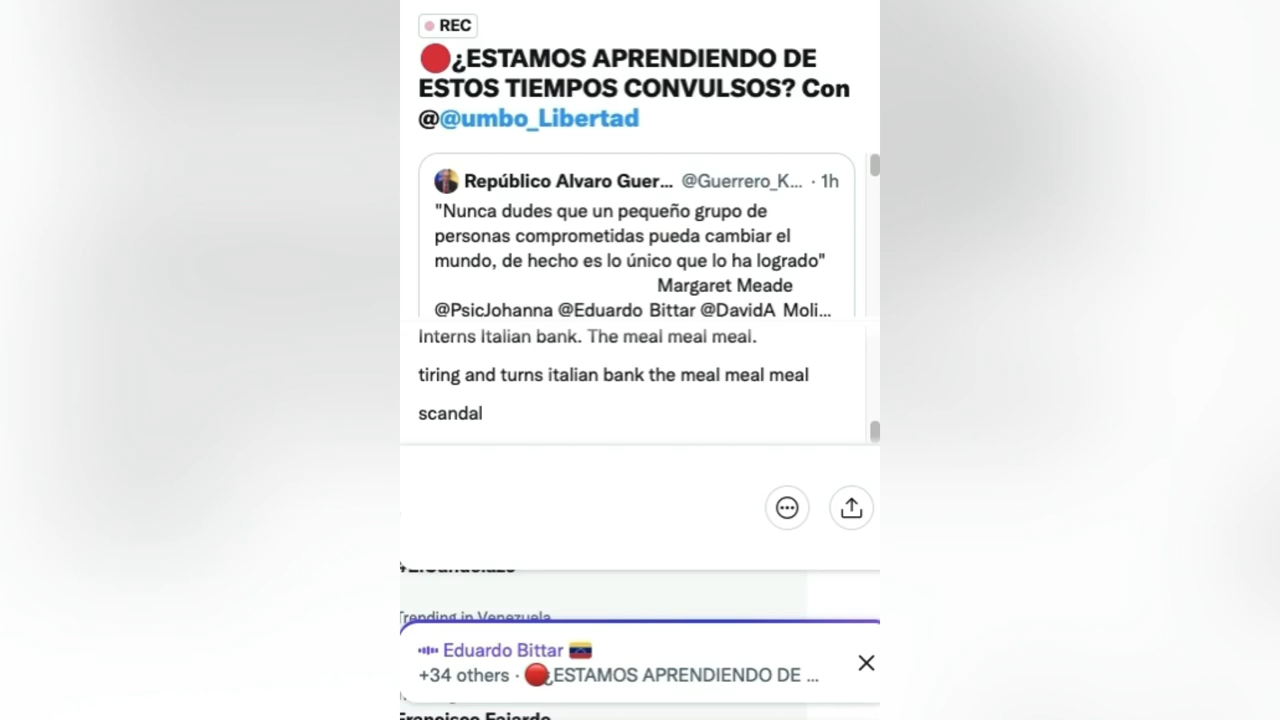 REC
¿ESTAMOS APRENDIENDO DE
ESTOS TIEMPOS CONVULSOS? Con
@@umbo_Libertad
Repúblico Alvaro Guer... @Guerrero_K... · 1h
"Nunca dudes que un pequeño grupo de
personas comprometidas pueda cambiar el
mundo, de hecho es lo único que lo ha logrado"
Margaret Meade
@PsicJohanna @Eduardo_Bittar @DavidA_Moli...
Interns Italian bank. The meal meal meal.
tiring and turns italian bank the meal meal meal
scandal
Trending in Venezuela
Eduardo Bittar
+34 others · ¿ESTAMOS APRENDIENDO DE ...
Francisco Fajardo